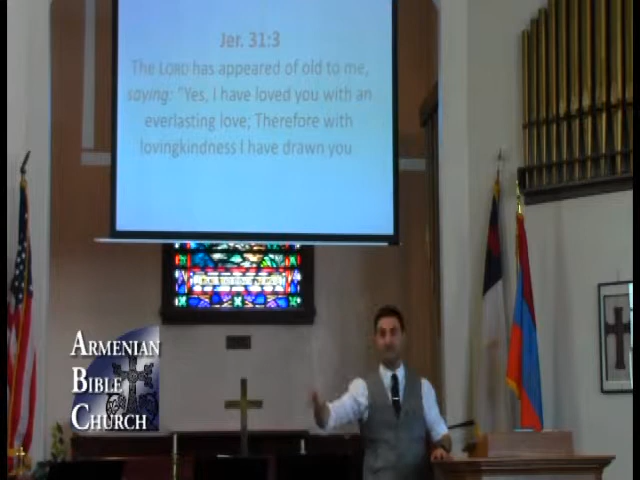 Jer. 31:3
The LORD has appeared of old to me,
saying: "Yes, I have loved you with an
everlasting love; Therefore with
lovingkindness I have drawn you
ARMENIAN
BIBLE
CHURCH